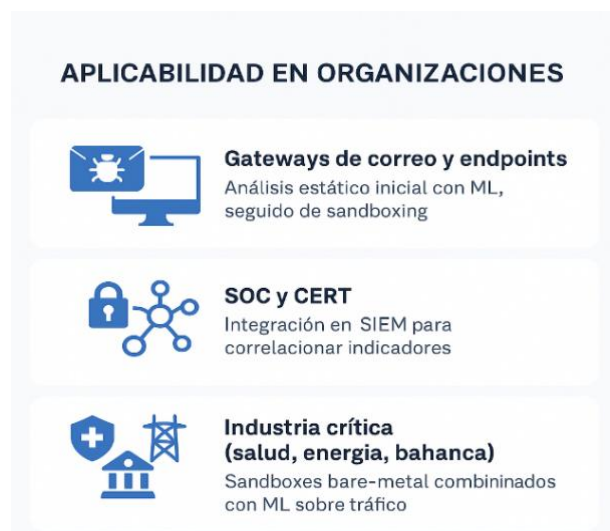 APLICABILIDAD EN ORGANIZACIONES
Gateways de correo y endpoints
Análisis estático inicial con ML,
seguido de sandboxing
SOC y CERT
Integración en SIEM para
correlacionar indicadores
Industria crítica
(salud, energia, bahanca)
Sandboxes bare-metal combininados
con ML sobre tráfico